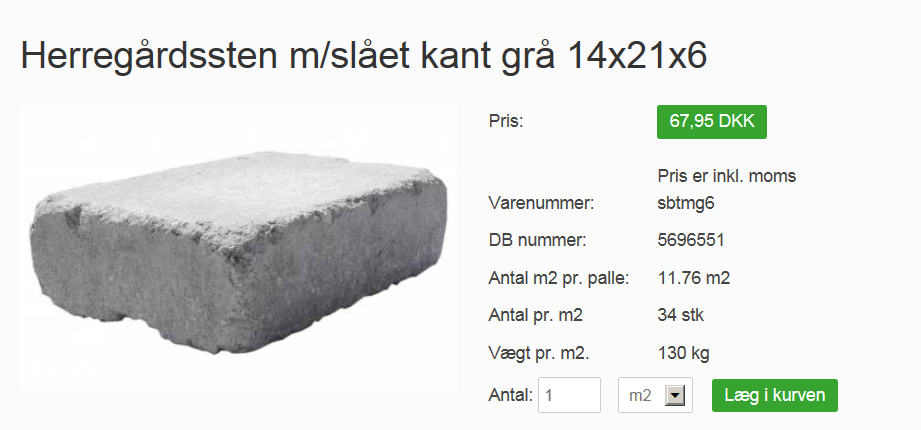 Herregårdssten m/slået kant grå 14x21x6
Pris: 67,95 DKK
Pris er inkl. moms
Varenummer: sbtmg6
DB nummer: 5696551
Antal m2 pr. palle: 11.76 m2
Antal pr. m2 34 stk
Vægt pr. m2. 130 kg
Antal: 1 m2 Læg i kurven